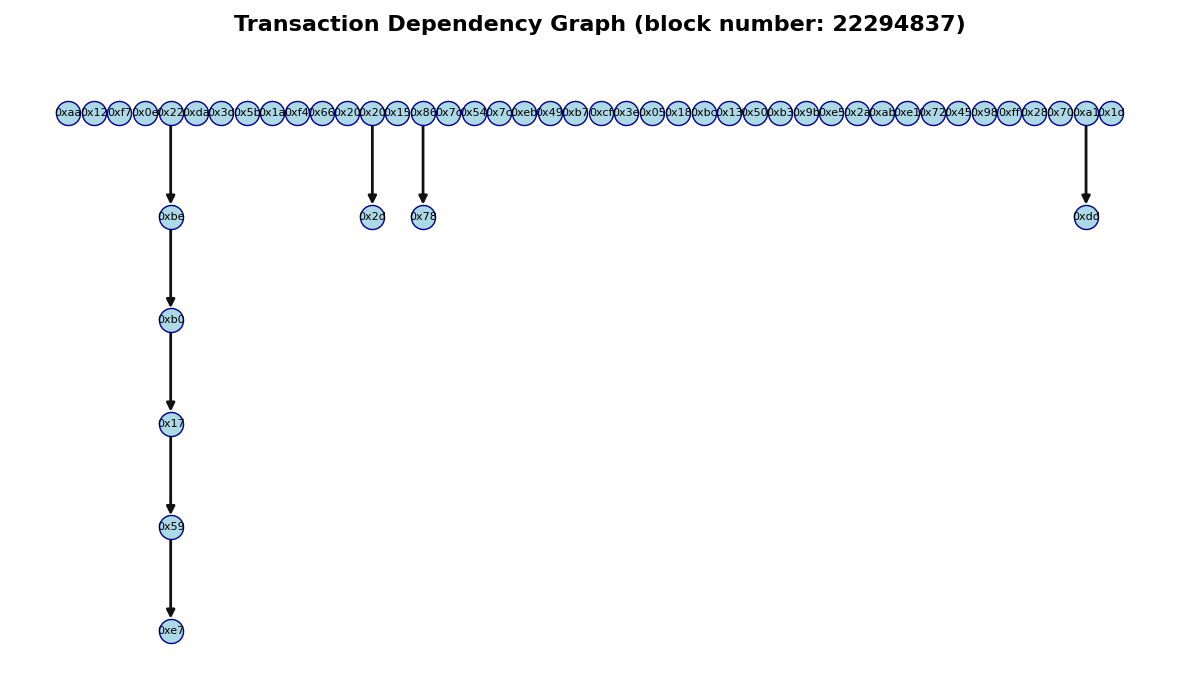 Transaction Dependency Graph (block number: 22294837)
0xaa 0x12 0xf7 0x0e 0x22 0xda 0x3d 0x5b 0x1a 0xf4 0x66 0x20 0x20 0x15 0x86 0x7c 0x54 0x7c 0xeb 0x49 0xb7 0xcf 0x3e 0x05 0x18 0xbc 0x13 0x50 0xb3 0x9b 0xe5 0x2a 0xab 0xe1 0x72 0x45 0x98 0xff 0x28 0x70 0xa1 0x1d
0xbe 0x2d 0x78 0xdd
0xb0
0x17
0x59
0xe7